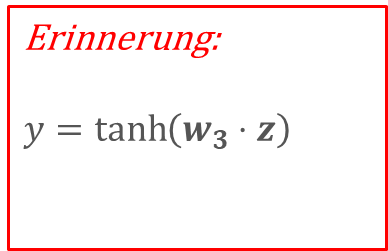 Erinnerung:
y = tanh(w₃ · z)